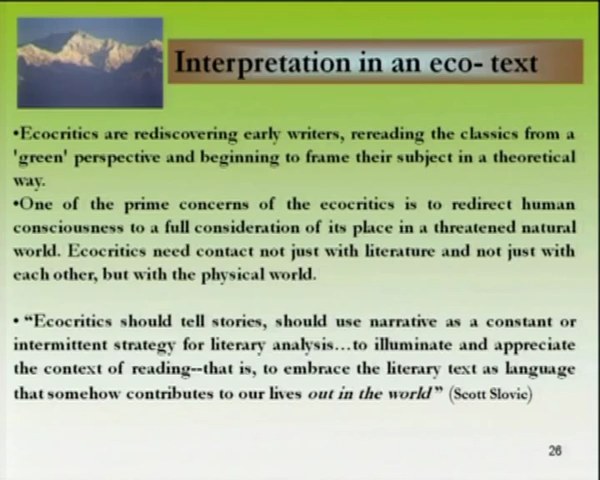 Interpretation in an eco- text
•Ecocritics are rediscovering early writers, rereading the classics from a
'green' perspective and beginning to frame their subject in a theoretical
way.
•One of the prime concerns of the ecocritics is to redirect human
consciousness to a full consideration of its place in a threatened natural
world. Ecocritics need contact not just with literature and not just with
each other, but with the physical world.
• “Ecocritics should tell stories, should use narrative as a constant or
intermittent strategy for literary analysis…to illuminate and appreciate
the context of reading--that is, to embrace the literary text as language
that somehow contributes to our lives out in the world” (Scott Slovic)
26